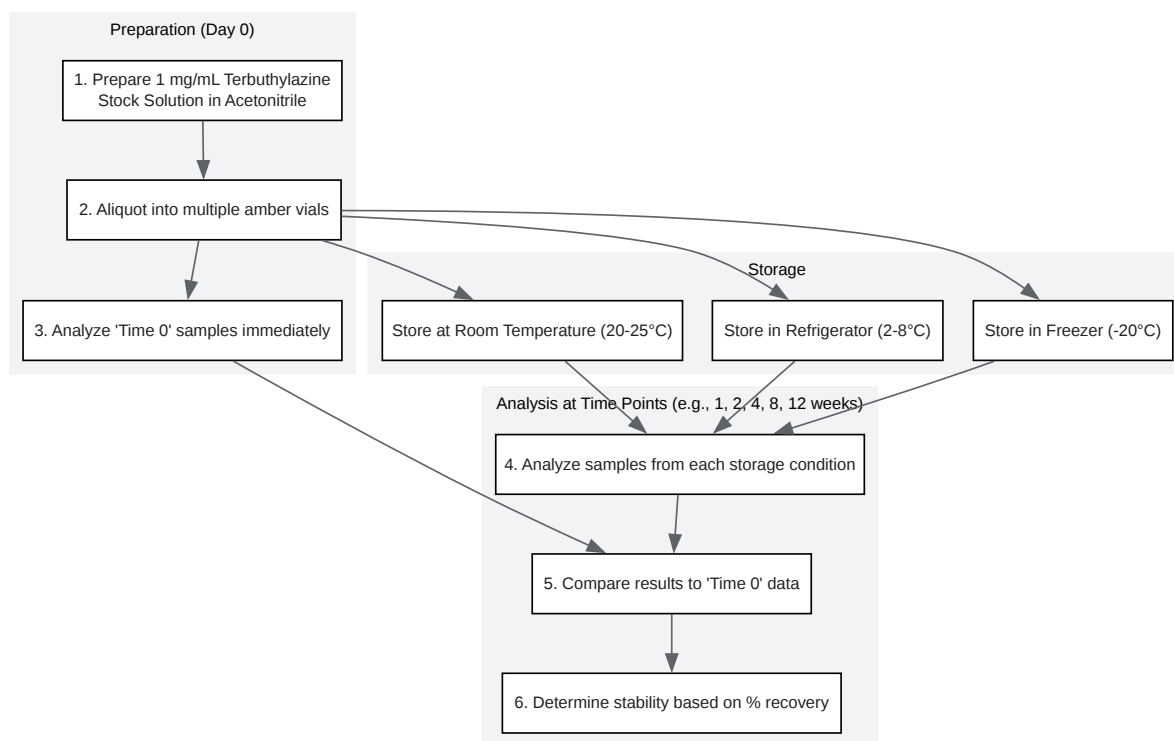 Preparation (Day 0)
1. Prepare 1 mg/mL Terbuthylazine
Stock Solution in Acetonitrile
2. Aliquot into multiple amber vials
3. Analyze 'Time 0' samples immediately
Storage
Store at Room Temperature (20-25°C)
Store in Refrigerator (2-8°C)
Store in Freezer (-20°C)
Analysis at Time Points (e.g., 1, 2, 4, 8, 12 weeks)
4. Analyze samples from each storage condition
5. Compare results to 'Time 0' data
6. Determine stability based on % recovery